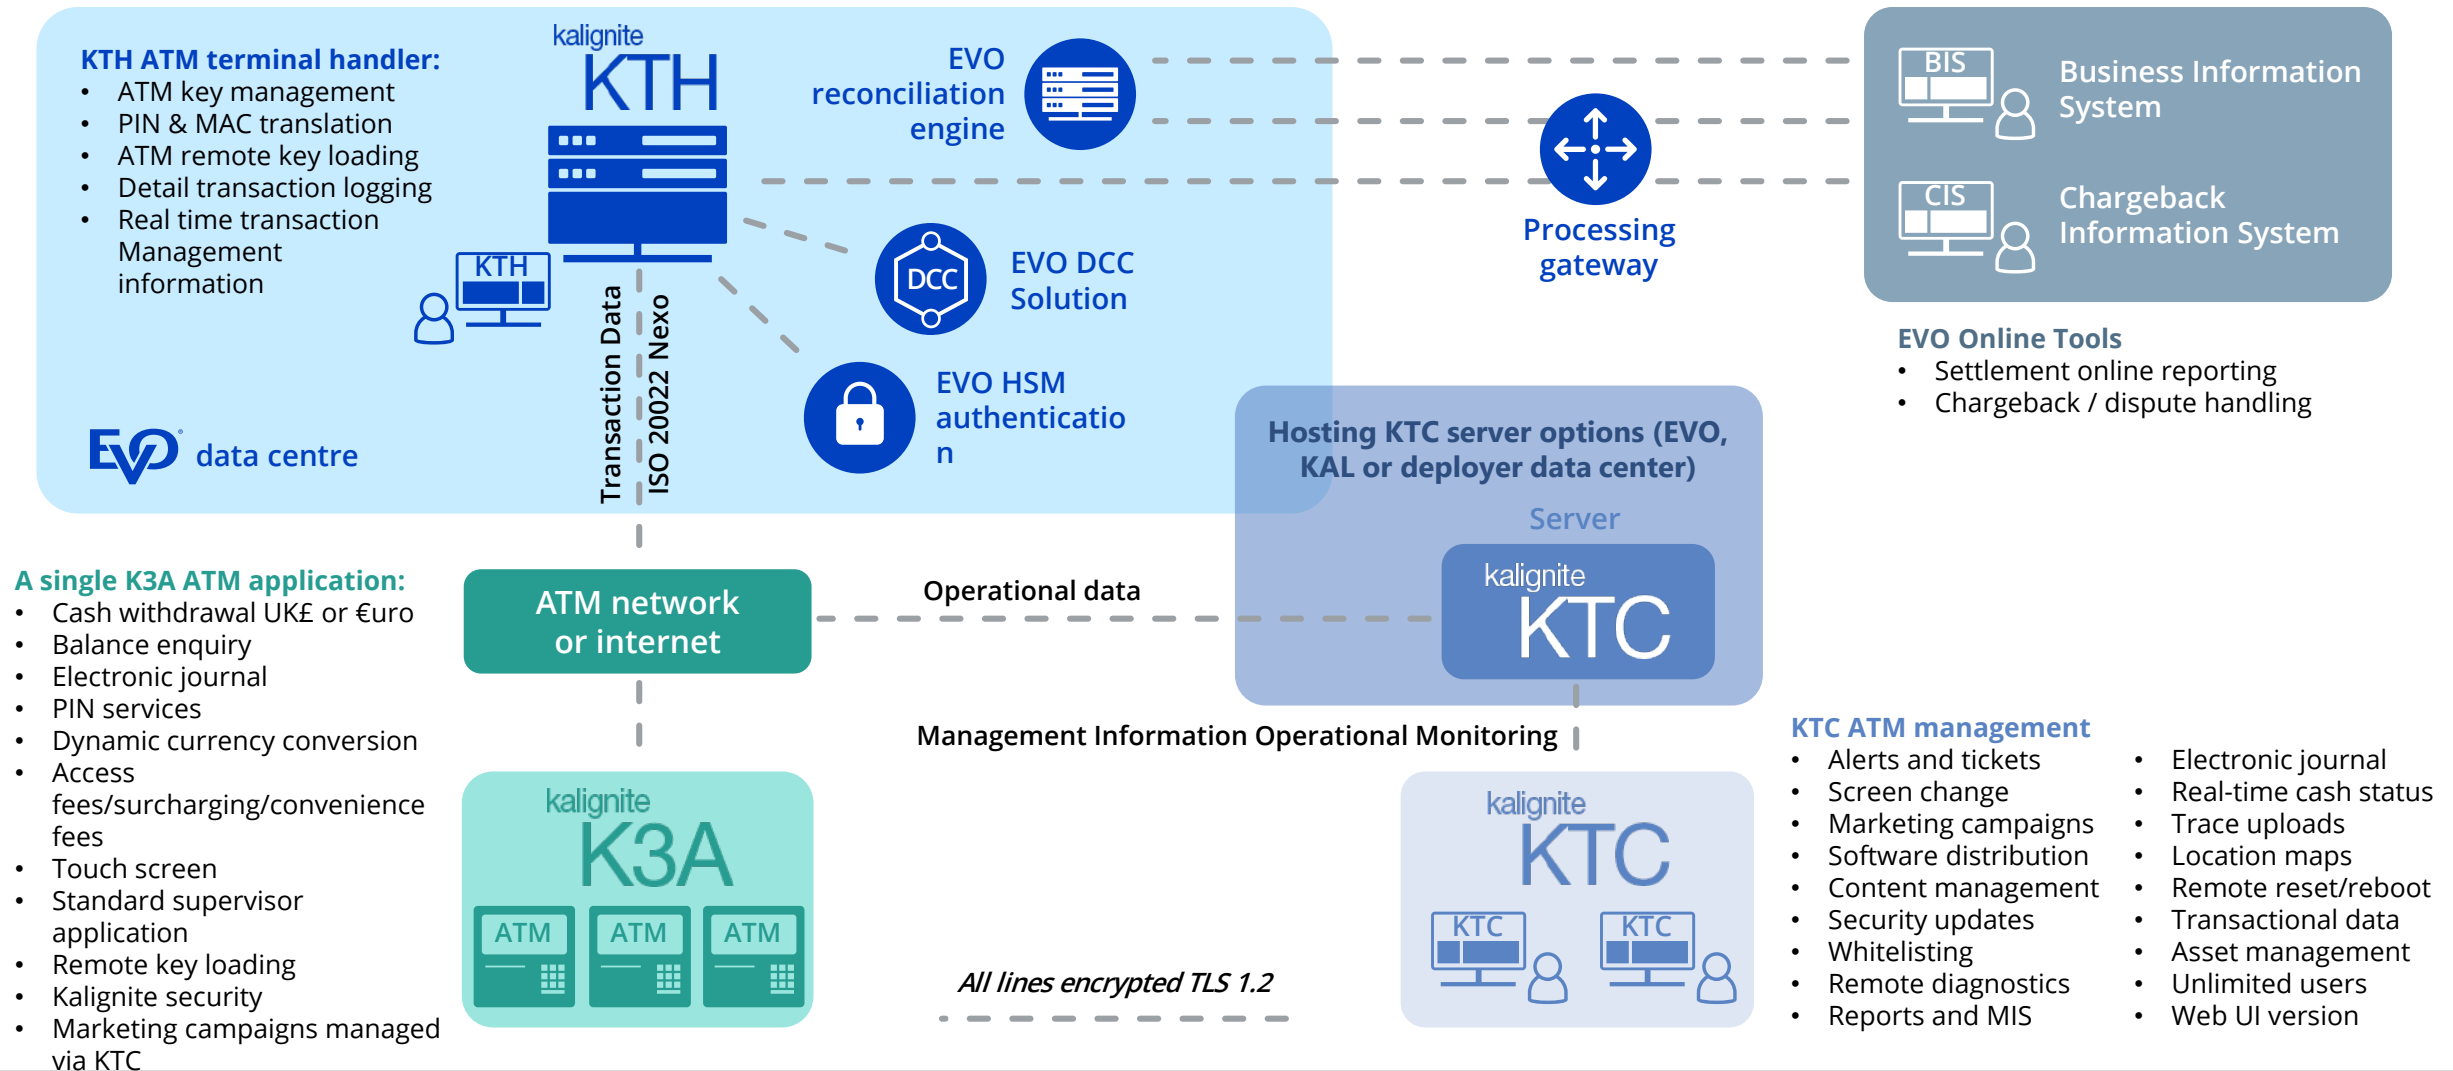 KTH ATM terminal handler:
• ATM key management
• PIN & MAC translation
• ATM remote key loading
• Detail transaction logging
• Real time transaction
Management
information
kalignite
KTH
KTH
EVO
reconciliation
engine
DCC
EVO DCC
Solution
EVO HSM
authenticatio
n
Transaction Data
ISO 20022 Nexo
EVO data centre
Processing
gateway
BIS
Business Information
System
CIS
Chargeback
Information System
EVO Online Tools
• Settlement online reporting
• Chargeback / dispute handling
Hosting KTC server options (EVO,
KAL or deployer data center)
Server
kalignite
KTC
A single K3A ATM application:
• Cash withdrawal UK£ or €uro
• Balance enquiry
• Electronic journal
• PIN services
• Dynamic currency conversion
• Access
fees/surcharging/convenience
fees
• Touch screen
• Standard supervisor
application
• Remote key loading
• Kalignite security
• Marketing campaigns managed
via KTC
ATM network
or internet
Operational data
Management Information Operational Monitoring
kalignite
K3A
ATM
ATM
ATM
All lines encrypted TLS 1.2
kalignite
KTC
KTC
KTC
KTC ATM management
• Alerts and tickets
• Screen change
• Marketing campaigns
• Software distribution
• Content management
• Security updates
• Whitelisting
• Remote diagnostics
• Reports and MIS
• Electronic journal
• Real-time cash status
• Trace uploads
• Location maps
• Remote reset/reboot
• Transactional data
• Asset management
• Unlimited users
• Web UI version